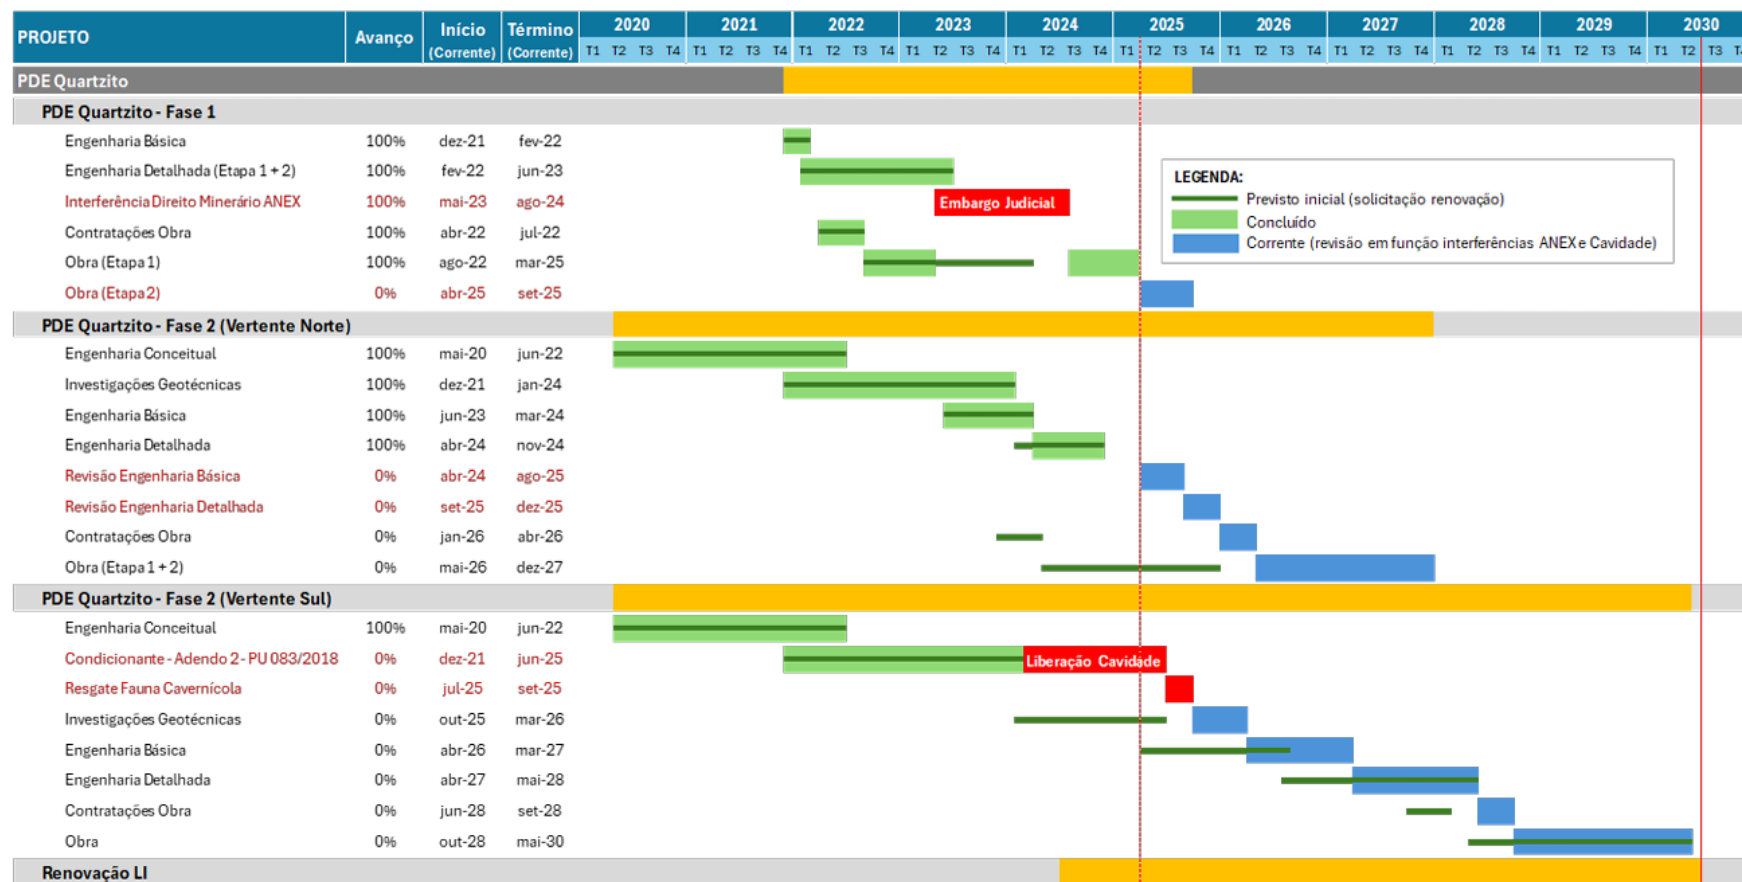 PROJETO Avanço Início (Corrente) Término (Corrente) 2020 2021 2022 2023 2024 2025 2026 2027 2028 2029 2030
T1 T2 T3 T4 T1 T2 T3 T4 T1 T2 T3 T4 T1 T2 T3 T4 T1 T2 T3 T4 T1 T2 T3 T4 T1 T2 T3 T4 T1 T2 T3 T4 T1 T2 T3 T4 T1 T2 T3 T4 T1 T2 T3
PDE Quartzito
PDE Quartzito - Fase 1
Engenharia Básica 100% dez-21 fev-22
Engenharia Detalhada (Etapa 1 + 2) 100% fev-22 jun-23
Interferência Direito Minerário ANEX 100% mai-23 ago-24 Embargo Judicial
Contratações Obra 100% abr-22 jul-22
Obra (Etapa 1) 100% ago-22 mar-25
Obra (Etapa 2) 0% abr-25 set-25
LEGENDA:
Previsto inicial (solicitação renovação)
Concluído
Corrente (revisão em função interferências ANEX e Cavidade)
PDE Quartzito - Fase 2 (Vertente Norte)
Engenharia Conceitual 100% mai-20 jun-22
Investigações Geotécnicas 100% dez-21 jan-24
Engenharia Básica 100% jun-23 mar-24
Engenharia Detalhada 100% abr-24 nov-24
Revisão Engenharia Básica 0% abr-24 ago-25
Revisão Engenharia Detalhada 0% set-25 dez-25
Contratações Obra 0% jan-26 abr-26
Obra (Etapa 1 + 2) 0% mai-26 dez-27
PDE Quartzito - Fase 2 (Vertente Sul)
Engenharia Conceitual 100% mai-20 jun-22
Condicionante - Adendo 2 - PU 083/2018 0% dez-21 jun-25 Liberação Cavidade
Resgate Fauna Cavernícola 0% jul-25 set-25
Investigações Geotécnicas 0% out-25 mar-26
Engenharia Básica 0% abr-26 mar-27
Engenharia Detalhada 0% abr-27 mai-28
Contratações Obra 0% jun-28 set-28
Obra 0% out-28 mai-30
Renovação LI